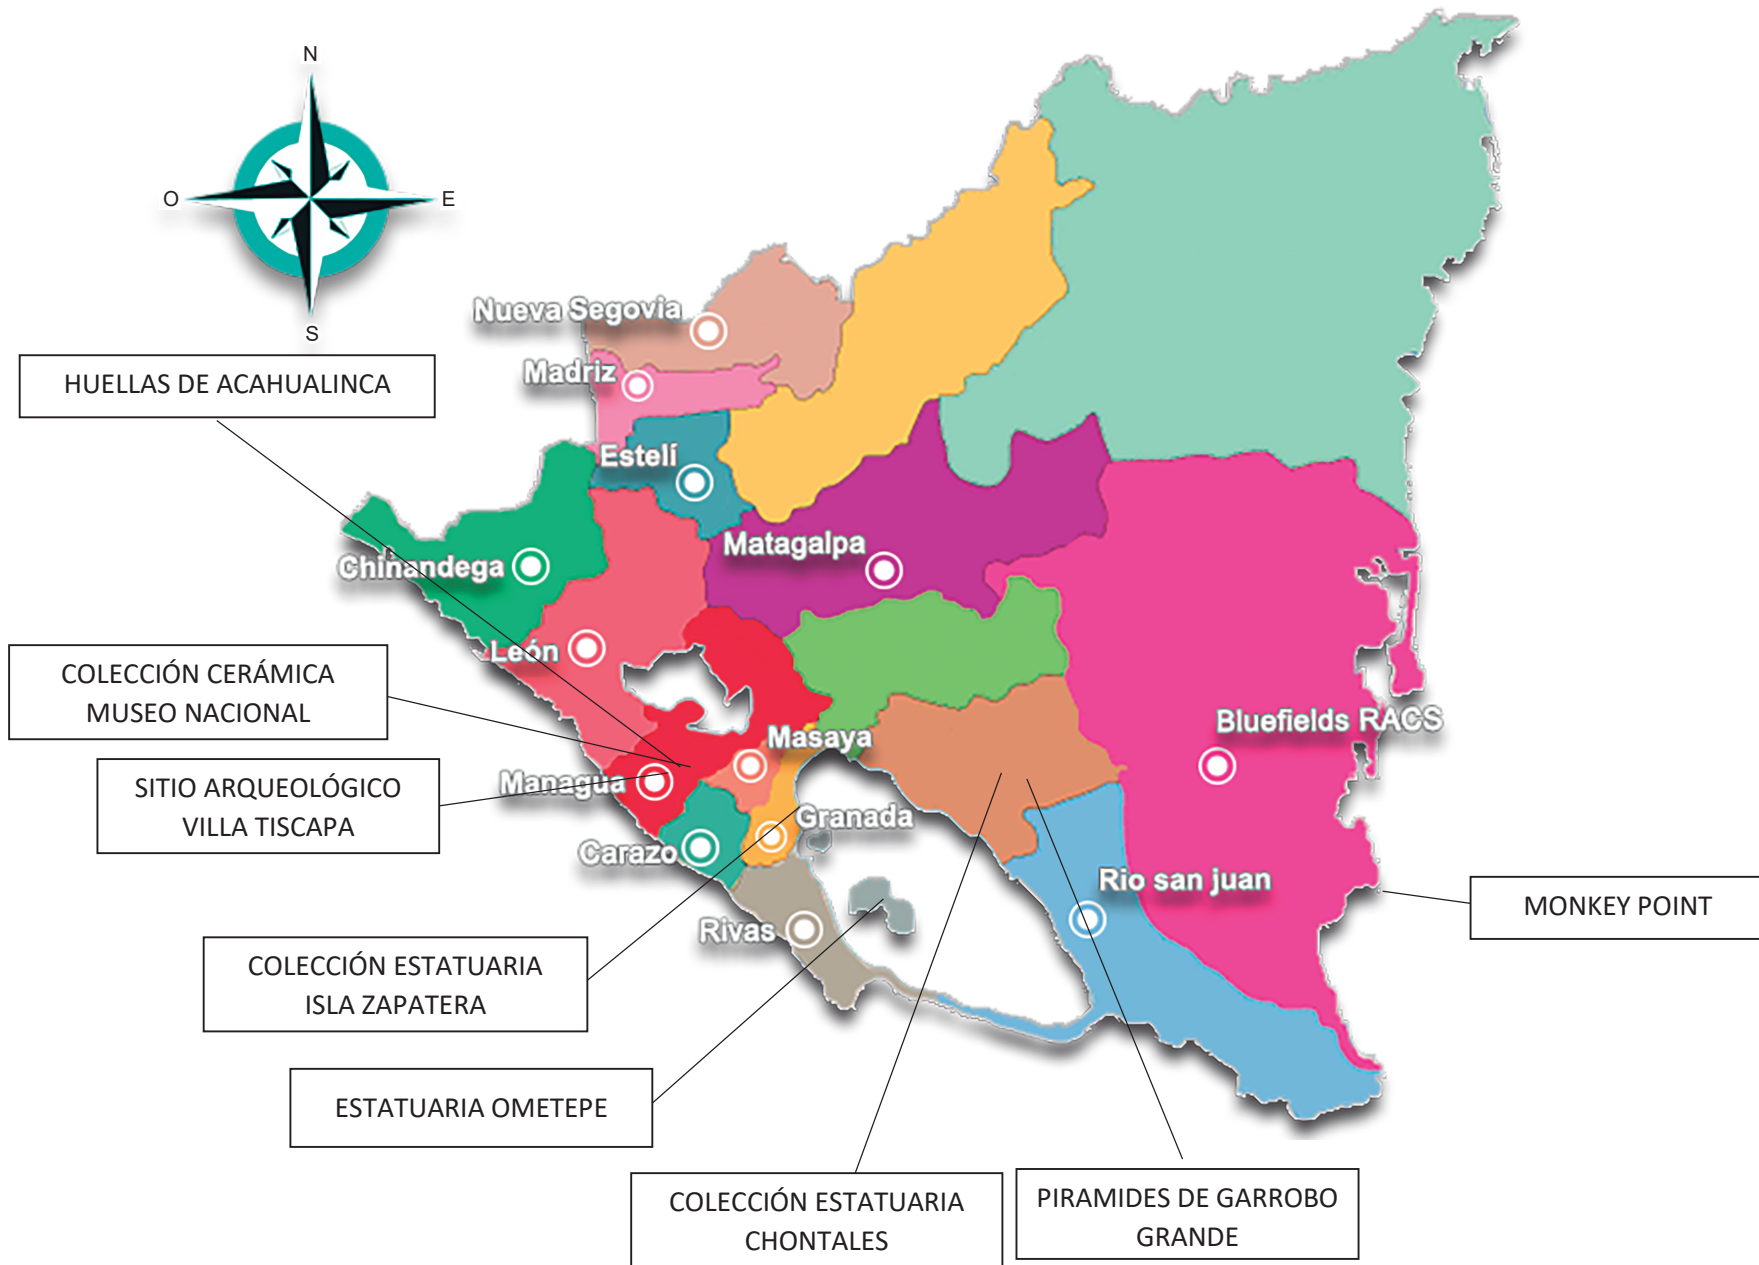 N
O
E
S
HUELLAS DE ACAHUALINCA
Nueva Segovia
Madriz
Estelí
Chinandega
Matagalpa
León
COLECCIÓN CERÁMICA
MUSEO NACIONAL
Bluefields RACS
Masaya
SITIO ARQUEOLÓGICO
VILLA TISCAPA
Managua
Granada
Carazo
Rio san juan
MONKEY POINT
Rivas
COLECCIÓN ESTATUARIA
ISLA ZAPATERA
ESTATUARIA OMETEPE
COLECCIÓN ESTATUARIA
CHONTALES
PIRAMIDES DE GARROBO
GRANDE